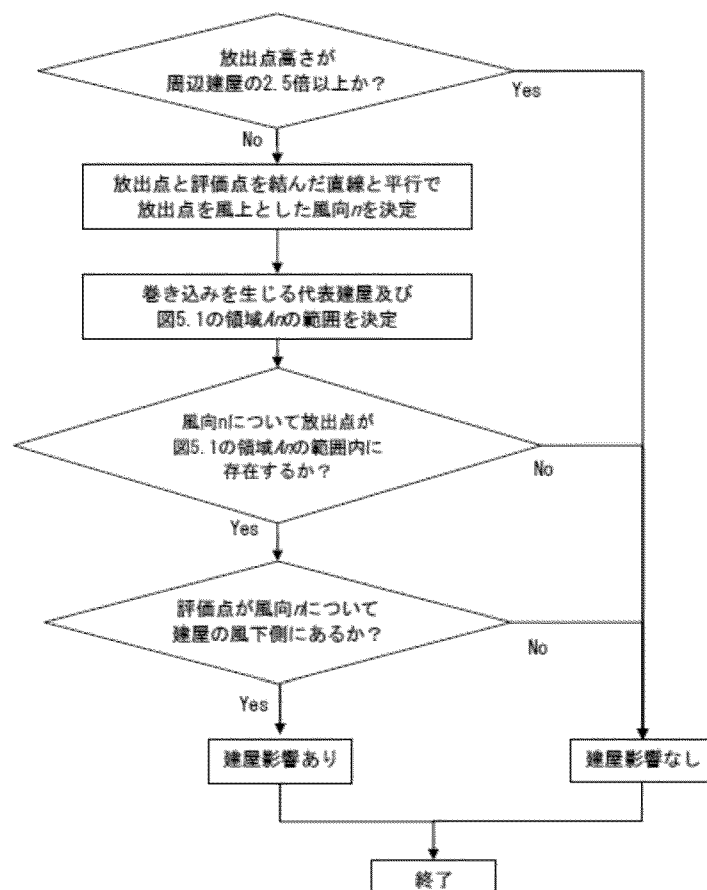 放出点高さが
周辺建屋の2.5倍以上か?
Yes
No
放出点と評価点を結んだ直線と平行で
放出点を風上とした風向nを決定
巻き込みを生じる代表建屋及び
図5.1の領域Anの範囲を決定
風向nについて放出点が
図5.1の領域Anの範囲内に
存在するか?
No
Yes
評価点が風向nについて
建屋の風下側にあるか?
No
Yes
建屋影響あり
建屋影響なし
終了